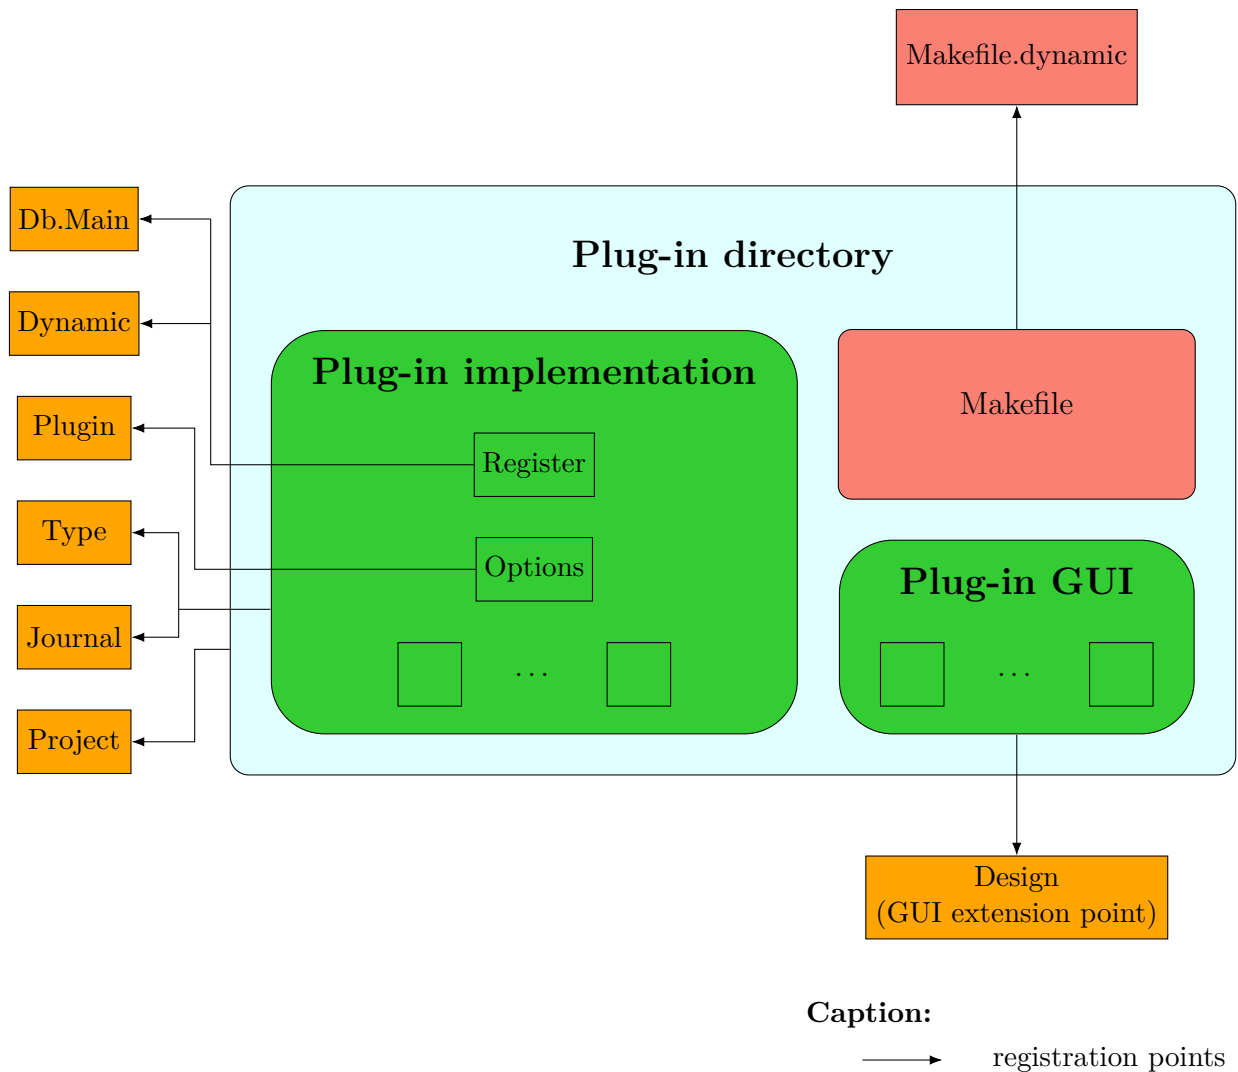 Makefile.dynamic
Db.Main
Plug-in directory
Dynamic
Plug-in implementation
Makefile
Plugin
Register
Type
Options
Plug-in GUI
Journal
...
...
Project
Design
(GUI extension point)
Caption:
registration points